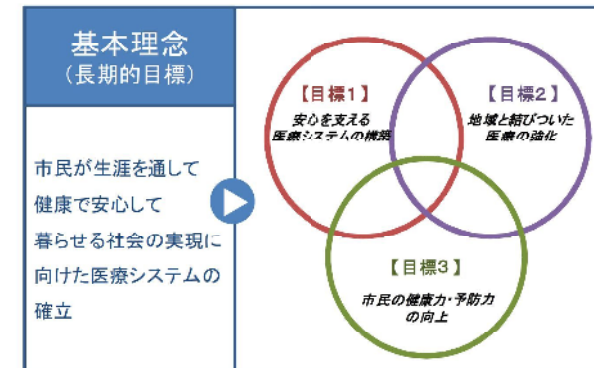 基本理念
（長期的目標）
市民が生涯を通して
健康で安心して
暮らせる社会の実現に
向けた医療システムの
確立
【目標１】
安心を支える
医療システムの構築
【目標２】
地域と結びついた
医療の強化
【目標３】
市民の健康力・予防力
の向上